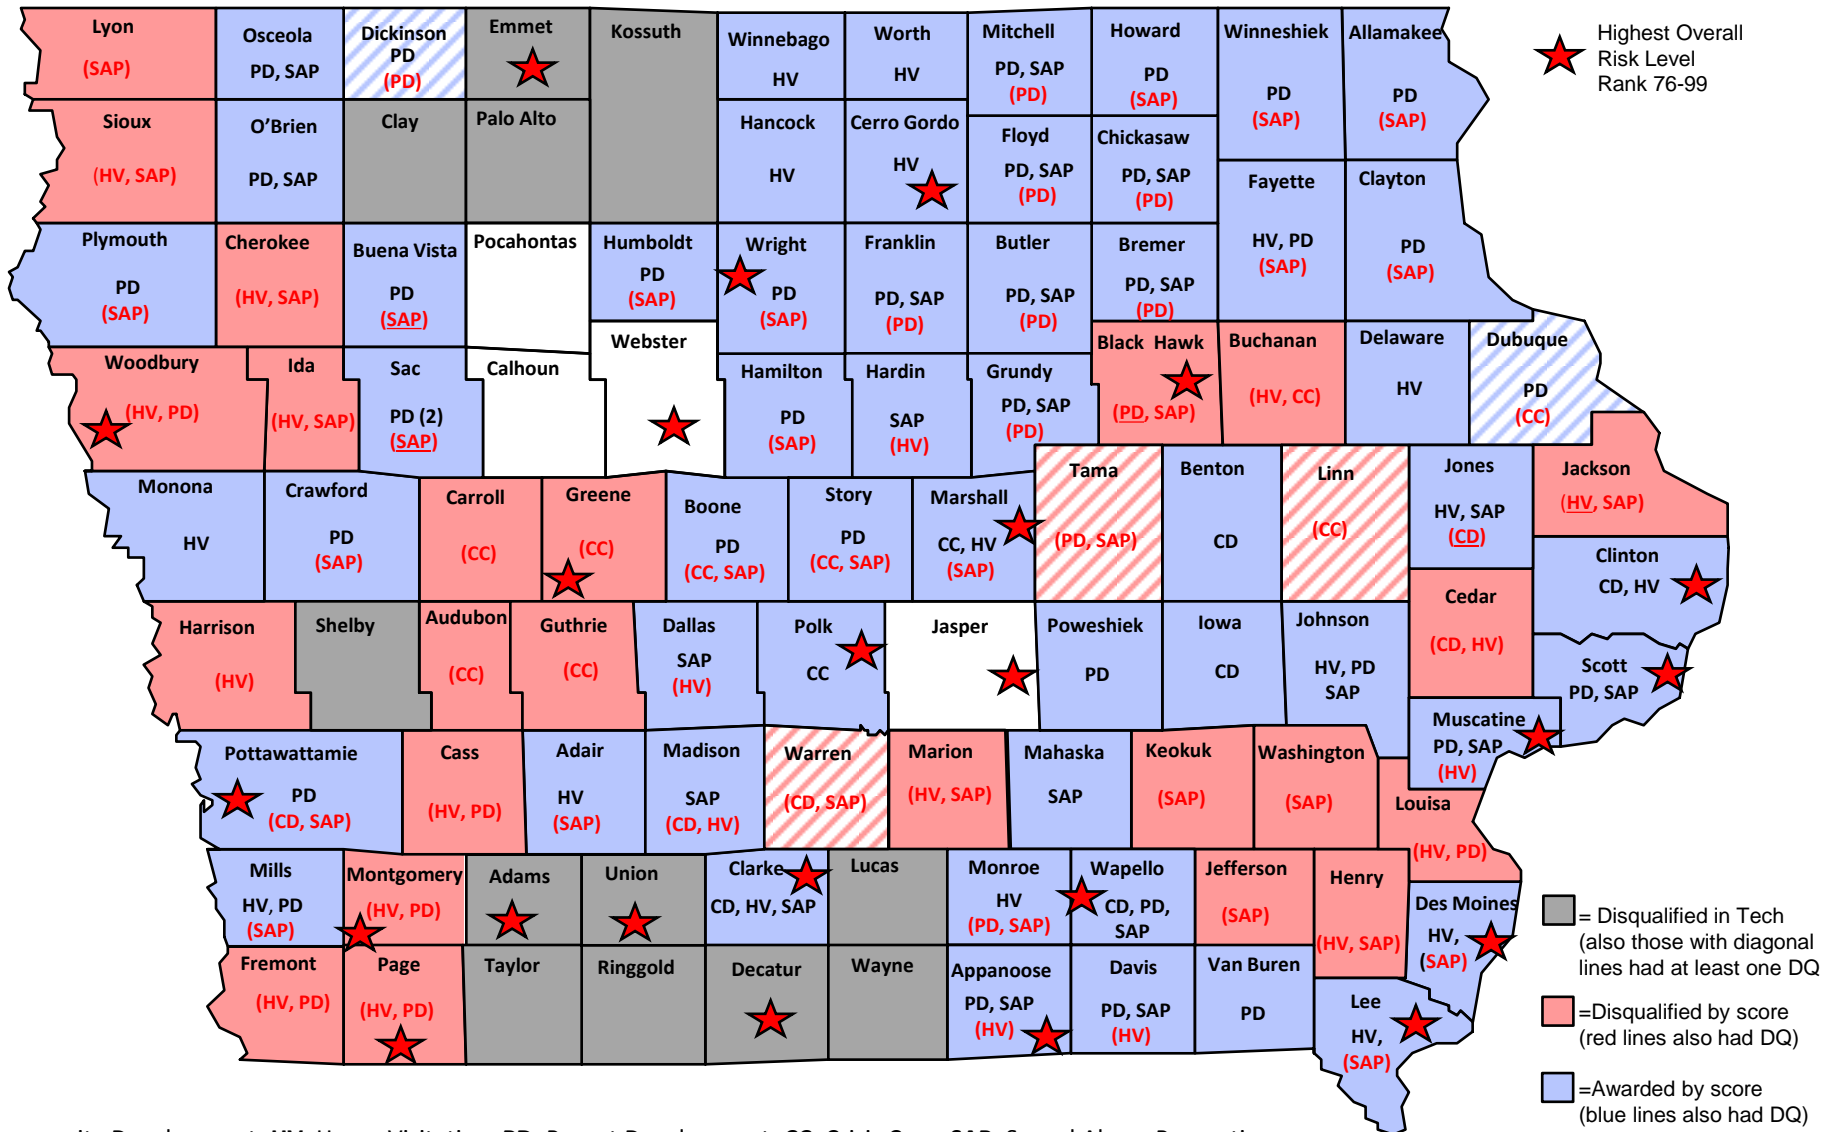 Lyon
(SAP)
Osceola
PD, SAP
Dickinson
PD
(PD)
Emmet
Kossuth
Winnebago
HV
Worth
HV
Mitchell
PD, SAP
(PD)
Howard
PD
(SAP)
Winneshiek
PD
(SAP)
Allamakee
PD
(SAP)
Highest Overall
Risk Level
Rank 76-99
Sioux
(HV, SAP)
O'Brien
PD, SAP
Clay
Palo Alto
Hancock
HV
Cerro Gordo
HV
Floyd
PD, SAP
(PD)
Chickasaw
PD, SAP
(PD)
Fayette
HV, PD
(SAP)
Clayton
PD
(SAP)
Plymouth
PD
(SAP)
Cherokee
(HV, SAP)
Buena Vista
PD
(SAP)
Pocahontas
Humboldt
PD
(SAP)
Wright
PD
(SAP)
Franklin
PD, SAP
(PD)
Butler
PD, SAP
(PD)
Bremer
PD, SAP
(PD)
Woodbury
(HV, PD)
Ida
(HV, SAP)
Sac
PD (2)
(SAP)
Calhoun
Webster
Hamilton
PD
(SAP)
Hardin
SAP
(HV)
Grundy
PD, SAP
(PD)
Black Hawk
(PD, SAP)
Buchanan
(HV, CC)
Delaware
HV
Dubuque
PD
(CC)
Monona
HV
Crawford
PD
(SAP)
Carroll
(CC)
Greene
(CC)
Boone
PD
(CC, SAP)
Story
PD
(CC, SAP)
Marshall
CC, HV
(SAP)
Tama
(PD, SAP)
Benton
CD
Linn
(CC)
Jones
HV, SAP
(CD)
Jackson
(HV, SAP)
Clinton
CD, HV
Harrison
(HV)
Shelby
Audubon
(CC)
Guthrie
(CC)
Dallas
SAP
(HV)
Polk
CC
Jasper
Poweshiek
PD
Iowa
CD
Johnson
HV, PD
SAP
Cedar
(CD, HV)
Scott
PD, SAP
Muscatine
PD, SAP
(HV)
Pottawattamie
PD
(CD, SAP)
Cass
(HV, PD)
Adair
HV
(SAP)
Madison
SAP
(CD, HV)
Warren
(CD, SAP)
Marion
(HV, SAP)
Mahaska
SAP
Keokuk
(SAP)
Washington
(SAP)
Louisa
(HV, PD)
Mills
HV, PD
(SAP)
Montgomery
(HV, PD)
Adams
Union
Clarke
CD, HV, SAP
Lucas
Monroe
HV
(PD, SAP)
Wapello
CD, PD,
SAP
Jefferson
(SAP)
Henry
(HV, SAP)
Des Moines
HV,
(SAP)
Fremont
(HV, PD)
Page
(HV, PD)
Taylor
Ringgold
Decatur
Wayne
Appanoose
PD, SAP
(HV)
Davis
PD, SAP
(HV)
Van Buren
PD
Lee
HV,
(SAP)
= Disqualified in Tech
(also those with diagonal
lines had at least one DQ
=Disqualified by score
(red lines also had DQ)
=Awarded by score
(blue lines also had DQ)